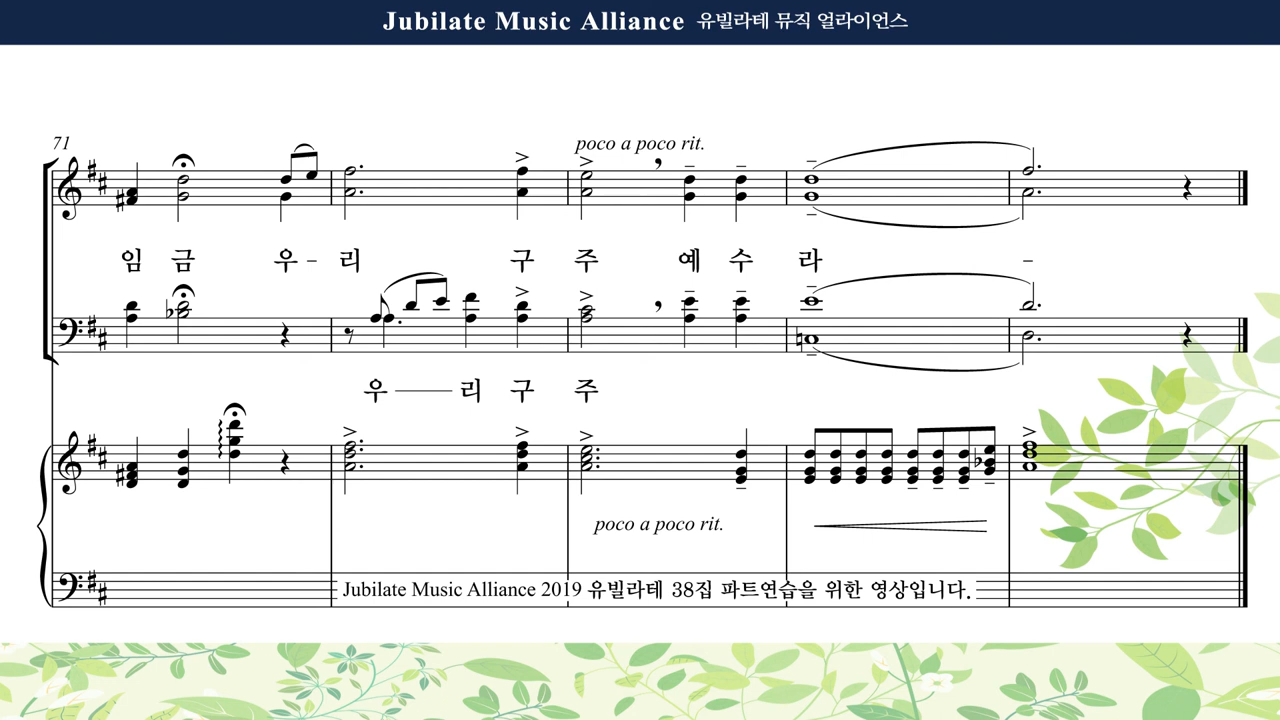 Jubilate Music Alliance 유빌라테 뮤직 얼라이언스
71
poco a poco rit.
임 금 우 - 리 구 주 예 수 라 -
우 리 구 주
poco a poco rit.
Jubilate Music Alliance 2019 유빌라테 38집 파트연습을 위한 영상입니다.